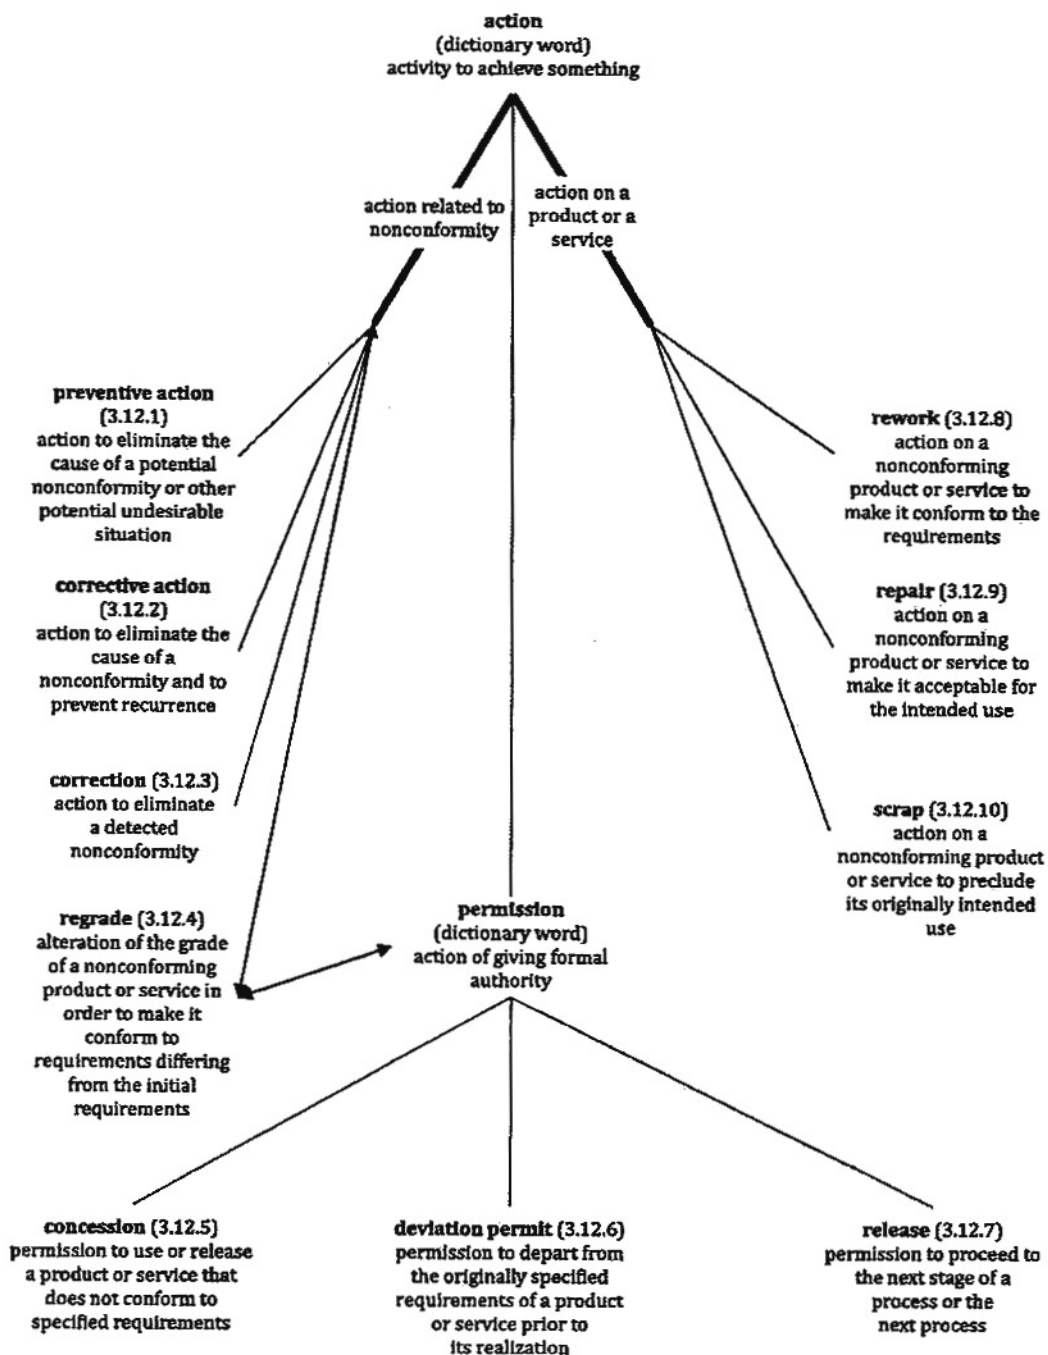 action
(dictionary word)
activity to achieve something
action related to
nonconformity
action on a
product or a
service
preventive action
(3.12.1)
action to eliminate the
cause of a potential
nonconformity or other
potential undesirable
situation
corrective action
(3.12.2)
action to eliminate the
cause of a
nonconformity and to
prevent recurrence
correction (3.12.3)
action to eliminate
a detected
nonconformity
regrade (3.12.4)
alteration of the grade
of a nonconforming
product or service in
order to make it
conform to
requirements differing
from the initial
requirements
rework (3.12.8)
action on a
nonconforming
product or service to
make it conform to the
requirements
repair (3.12.9)
action on a
nonconforming
product or service to
make it acceptable for
the intended use
scrap (3.12.10)
action on a
nonconforming product
or service to preclude
its originally intended
use
permission
(dictionary word)
action of giving formal
authority
concession (3.12.5)
permission to use or release
a product or service that
does not conform to
specified requirements
deviation permit (3.12.6)
permission to depart from
the originally specified
requirements of a product
or service prior to
its realization
release (3.12.7)
permission to proceed to
the next stage of a
process or the
next process